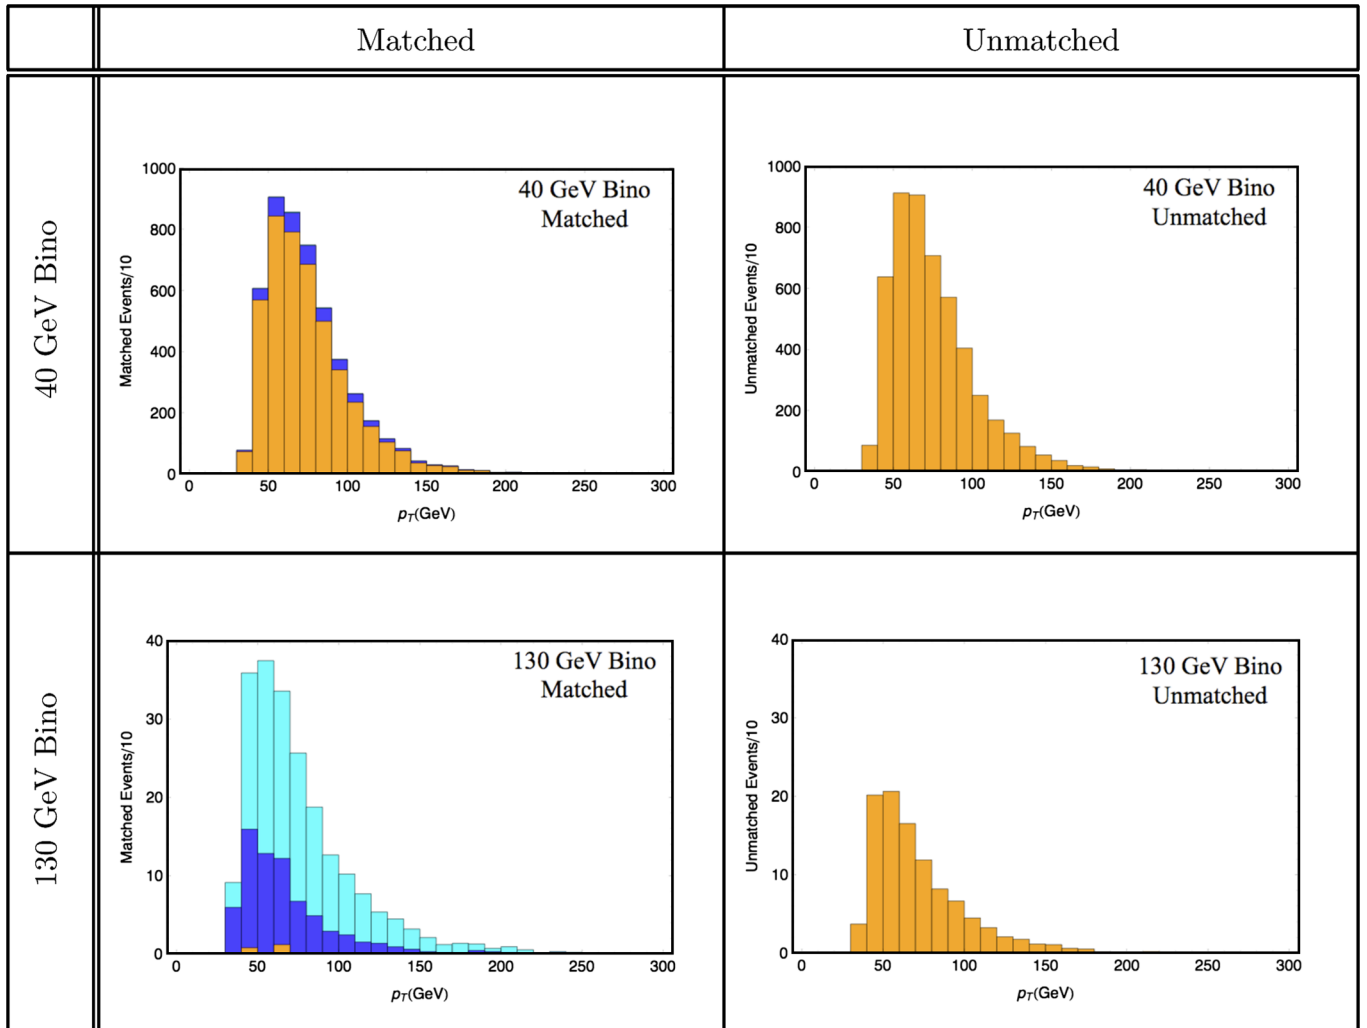 Matched
Unmatched
40 GeV Bino
1000
800
600
400
200
0
Matched Events/10
40 GeV Bino
Matched
0
50
100
150
200
250
300
pT(GeV)
1000
800
600
400
200
0
Unmatched Events/10
40 GeV Bino
Unmatched
0
50
100
150
200
250
300
pT(GeV)
130 GeV Bino
40
30
20
10
0
Matched Events/10
130 GeV Bino
Matched
0
50
100
150
200
250
300
pT(GeV)
40
30
20
10
0
Unmatched Events/10
130 GeV Bino
Unmatched
0
50
100
150
200
250
300
pT(GeV)